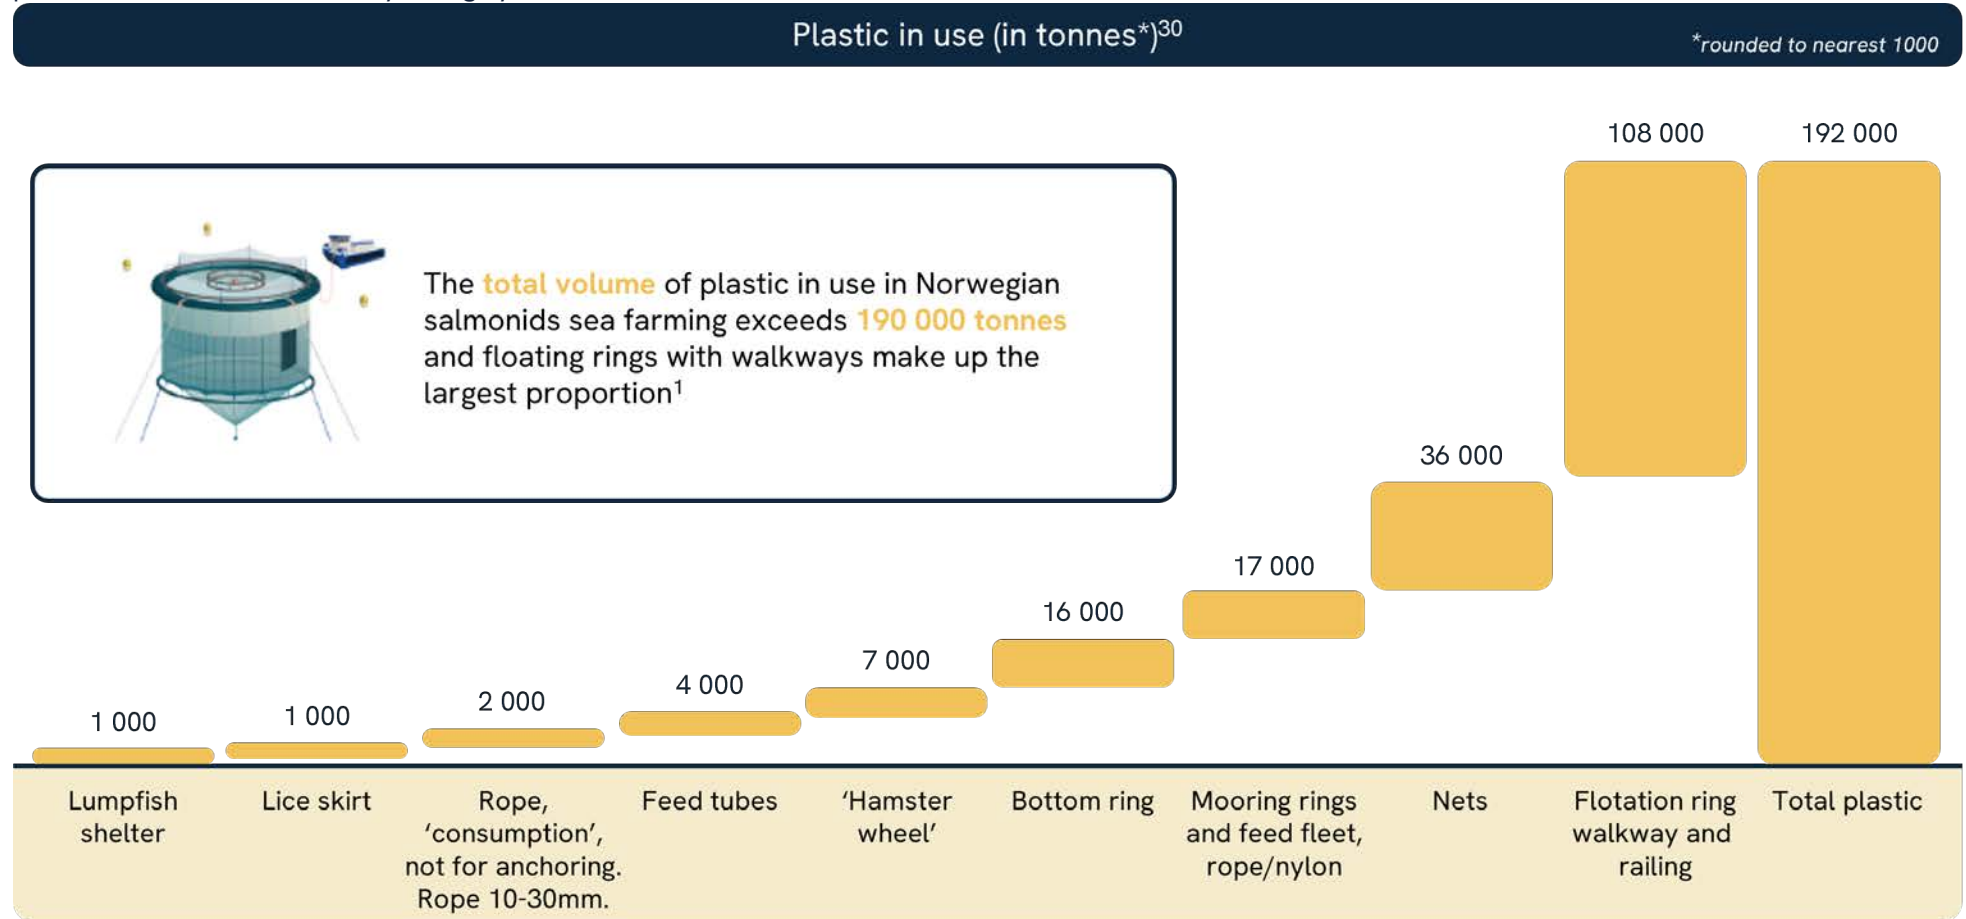 Plastic in use (in tonnes*)30
*rounded to nearest 1000
108 000
192 000
The total volume of plastic in use in Norwegian
salmonids sea farming exceeds 190 000 tonnes
and floating rings with walkways make up the
largest proportion1
36 000
17 000
16 000
7 000
4 000
2 000
1 000
1 000
Lumpfish
shelter
Lice skirt
Rope,
‘consumption’,
not for anchoring.
Rope 10-30mm.
Feed tubes
‘Hamster
wheel’
Bottom ring
Mooring rings
and feed fleet,
rope/nylon
Nets
Flotation ring
walkway and
railing
Total plastic